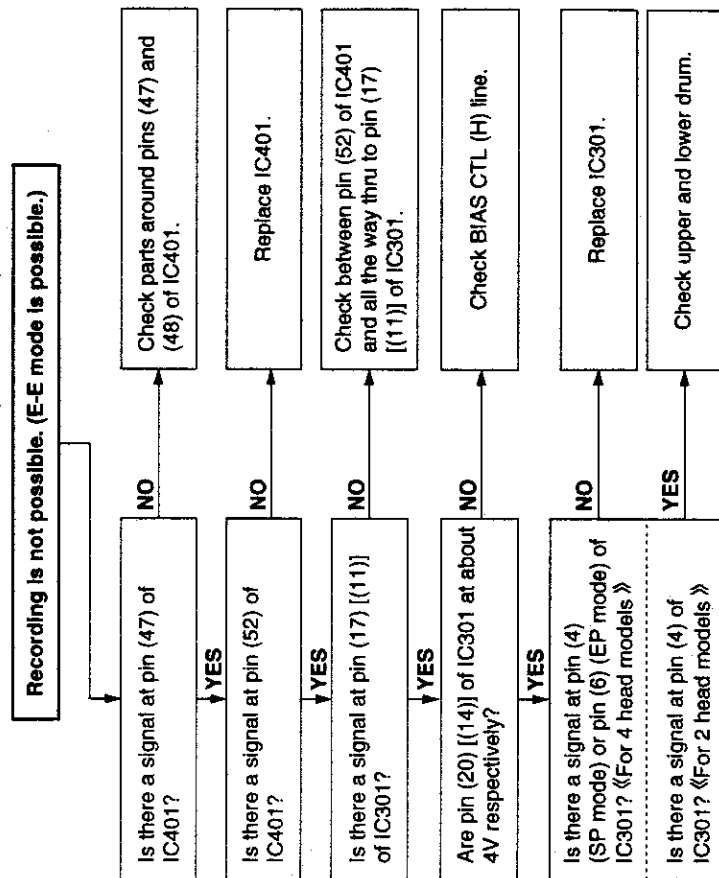 Recording is not possible. (E-E mode is possible.)
Is there a signal at pin (47) of
IC401?
NO
Check parts around pins (47) and
(48) of IC401.
YES
Is there a signal at pin (52) of
IC401?
NO
Replace IC401.
YES
Is there a signal at pin (17) [(11)]
of IC301?
NO
Check between pin (52) of IC401
and all the way thru to pin (17)
[(11)] of IC301.
YES
Are pin (20) [(14)] of IC301 at about
4V respectively?
NO
Check BIAS CTL (H) line.
YES
Is there a signal at pin (4)
(SP mode) or pin (6) (EP mode) of
IC301? 《For 4 head models》
NO
Replace IC301.
Is there a signal at pin (4) of
IC301? 《For 2 head models》
YES
Check upper and lower drum.